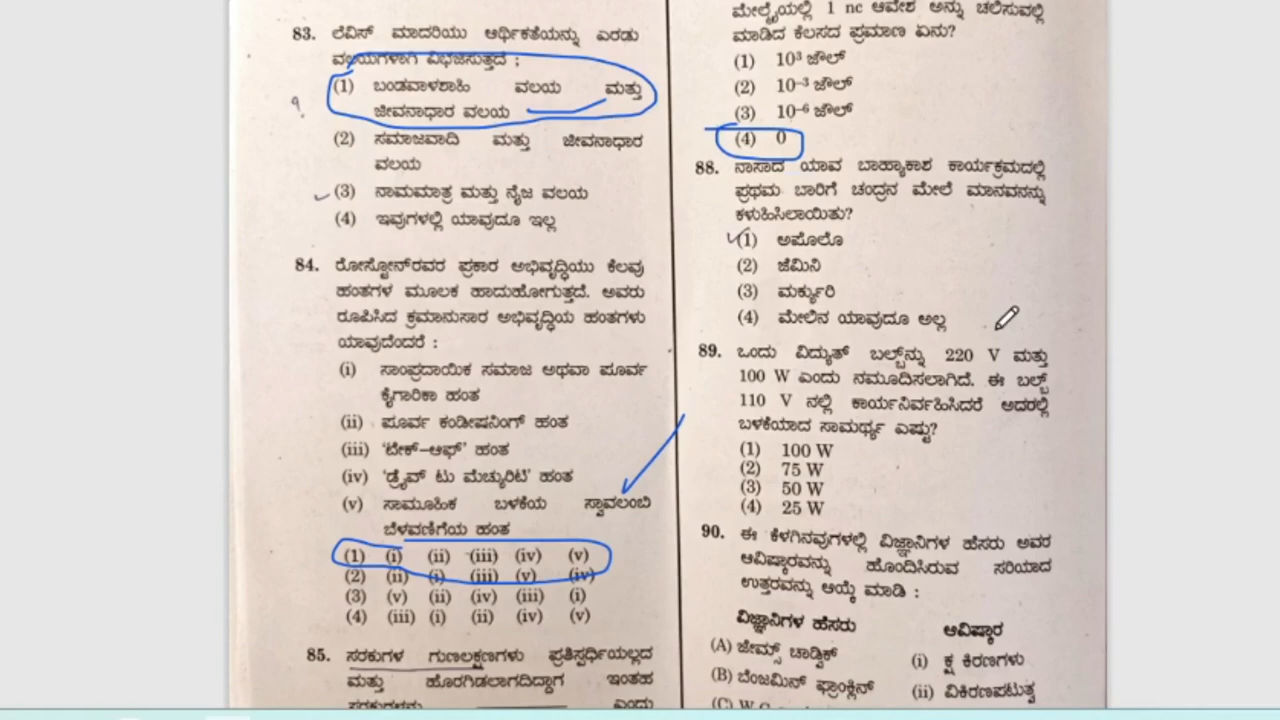 83. ಲೆವಿಸ್ ಮಾದರಿಯು ಆರ್ಥಿಕತೆಯನ್ನು ಎರಡು
ವಲಯಗಳಾಗಿ ವಿಭಜಿಸುತ್ತದೆ :
(1) ಬಂಡವಾಳಶಾಹಿ ವಲಯ ಮತ್ತು
ಜೀವನಾಧಾರ ವಲಯ
(2) ಸಮಾಜವಾದಿ ಮತ್ತು ಜೀವನಾಧಾರ
ವಲಯ
(3) ನಾಮಮಾತ್ರ ಮತ್ತು ನೈಜ ವಲಯ
(4) ಇವುಗಳಲ್ಲಿ ಯಾವುದೂ ಇಲ್ಲ
84. ರೋಸ್ಟೋನ್‌ರವರ ಪ್ರಕಾರ ಅಭಿವೃದ್ಧಿಯು ಕೆಲವು
ಹಂತಗಳ ಮೂಲಕ ಹಾದುಹೋಗುತ್ತದೆ. ಅವರು
ರೂಪಿಸಿದ ಕ್ರಮಾನುಸಾರ ಅಭಿವೃದ್ಧಿಯ ಹಂತಗಳು
ಯಾವುದೆಂದರೆ :
(i) ಸಾಂಪ್ರದಾಯಿಕ ಸಮಾಜ ಅಥವಾ ಪೂರ್ವ
ಕೈಗಾರಿಕಾ ಹಂತ
(ii) ಪೂರ್ವ ಕಂಡೀಷನಿಂಗ್ ಹಂತ
(iii) ‘ಟೇಕ್-ಆಫ್’ ಹಂತ
(iv) ‘ಡ್ರೈವ್ ಟು ಮೆಚ್ಯುರಿಟಿ’ ಹಂತ
(v) ಸಾಮೂಹಿಕ ಬಳಕೆಯ ಸ್ವಾವಲಂಬಿ
ಬೆಳವಣಿಗೆಯ ಹಂತ
(1) (i) (ii) (iii) (iv) (v)
(2) (ii) (i) (iii) (v) (iv)
(3) (v) (ii) (iv) (iii) (i)
(4) (iii) (i) (ii) (iv) (v)
85. ಸರಕುಗಳ ಗುಣಲಕ್ಷಣಗಳು ಪ್ರತಿಸ್ಪರ್ಧಿಯಲ್ಲದ
ಮತ್ತು ಹೊರಗಿಡಲಾಗದಿದ್ದಾಗ ಇಂತಹ
ಮೇಲ್ಮೈಯಲ್ಲಿ 1 nc ಆವೇಶ ಅನ್ನು ಚಲಿಸುವಲ್ಲಿ
ಮಾಡಿದ ಕೆಲಸದ ಪ್ರಮಾಣ ಏನು?
(1) 10³ ಜೌಲ್
(2) 10⁻³ ಜೌಲ್
(3) 10⁻⁶ ಜೌಲ್
(4) 0
88. ನಾಸಾದ ಯಾವ ಬಾಹ್ಯಾಕಾಶ ಕಾರ್ಯಕ್ರಮದಲ್ಲಿ
ಪ್ರಥಮ ಬಾರಿಗೆ ಚಂದ್ರನ ಮೇಲೆ ಮಾನವನನ್ನು
ಕಳುಹಿಸಿಲಾಯಿತು?
(1) ಅಪೊಲೊ
(2) ಜೆಮಿನಿ
(3) ಮರ್ಕ್ಯುರಿ
(4) ಮೇಲಿನ ಯಾವುದೂ ಅಲ್ಲ
89. ಒಂದು ವಿದ್ಯುತ್ ಬಲ್ಬ್‌ನ್ನು 220 V ಮತ್ತು
100 W ಎಂದು ನಮೂದಿಸಲಾಗಿದೆ. ಈ ಬಲ್ಬ್
110 V ನಲ್ಲಿ ಕಾರ್ಯನಿರ್ವಹಿಸಿದರೆ ಅದರಲ್ಲಿ
ಬಳಕೆಯಾದ ಸಾಮರ್ಥ್ಯ ಎಷ್ಟು?
(1) 100 W
(2) 75 W
(3) 50 W
(4) 25 W
90. ಈ ಕೆಳಗಿನವುಗಳಲ್ಲಿ ವಿಜ್ಞಾನಿಗಳ ಹೆಸರು ಅವರ
ಆವಿಷ್ಕಾರವನ್ನು ಹೊಂದಿಸಿರುವ ಸರಿಯಾದ
ಉತ್ತರವನ್ನು ಆಯ್ಕೆ ಮಾಡಿ :
ವಿಜ್ಞಾನಿಗಳ ಹೆಸರು ಆವಿಷ್ಕಾರ
(A) ಜೇಮ್ಸ್ ಚಾಡ್ವಿಕ್ (i) ಕ್ಷ ಕಿರಣಗಳು
(B) ಬೆಂಜಮಿನ್ ಫ್ರಾಂಕ್ಲಿನ್ (ii) ವಿಕಿರಣಪಟುತ್ವ